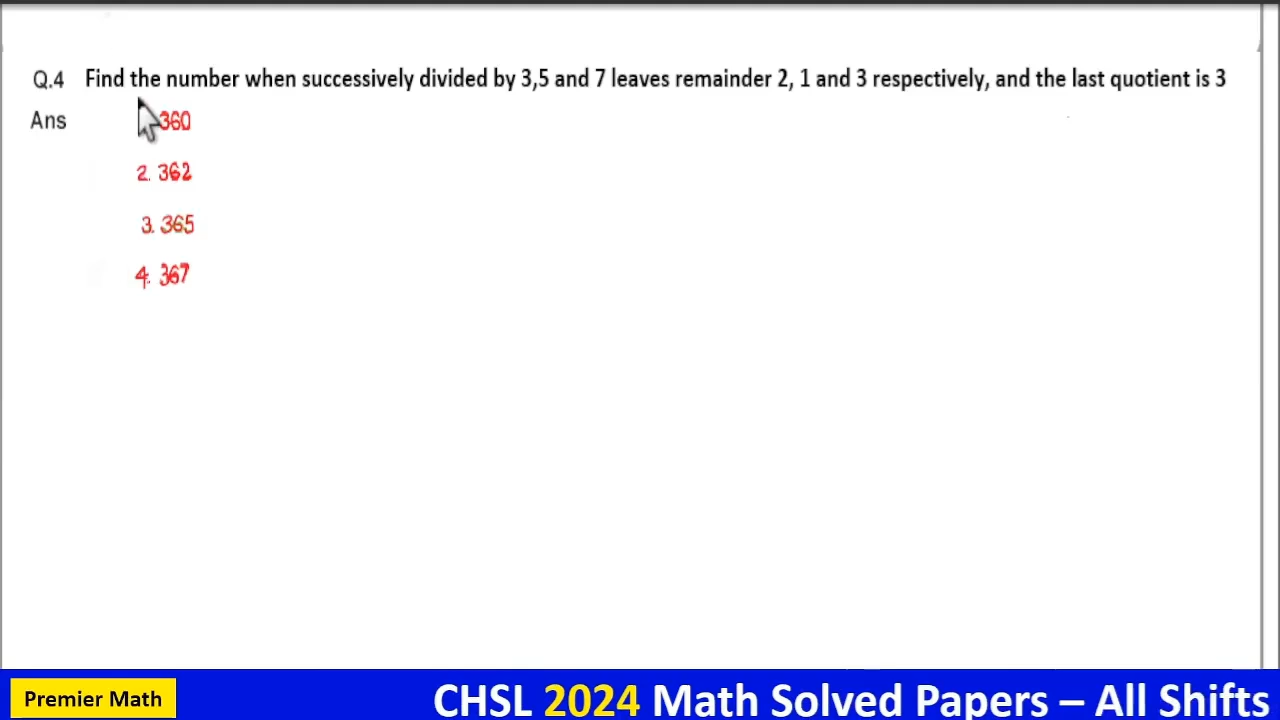 Q.4 Find the number when successively divided by 3,5 and 7 leaves remainder 2, 1 and 3 respectively, and the last quotient is 3
Ans 360
2. 362
3. 365
4. 367
Premier Math CHSL 2024 Math Solved Papers – All Shifts